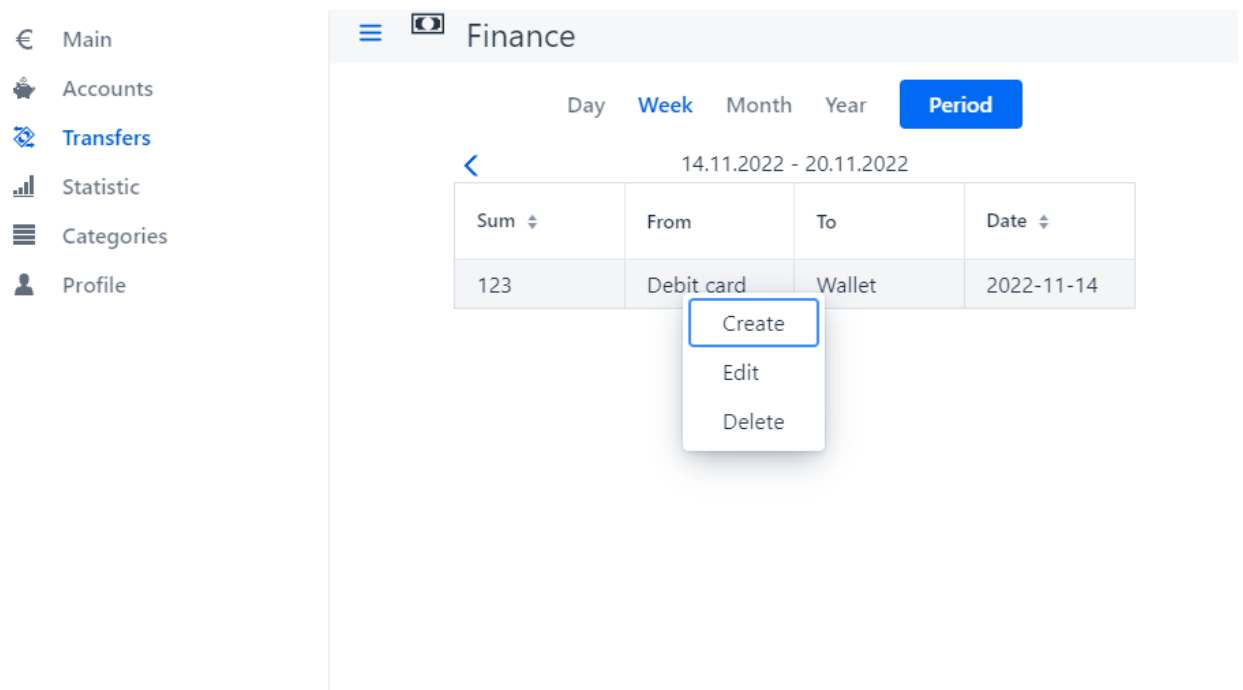 Main
Accounts
Transfers
Statistic
Categories
Profile
Finance
Day Week Month Year Period
14.11.2022 - 20.11.2022
Sum From To Date
123 Debit card Wallet 2022-11-14
Create
Edit
Delete